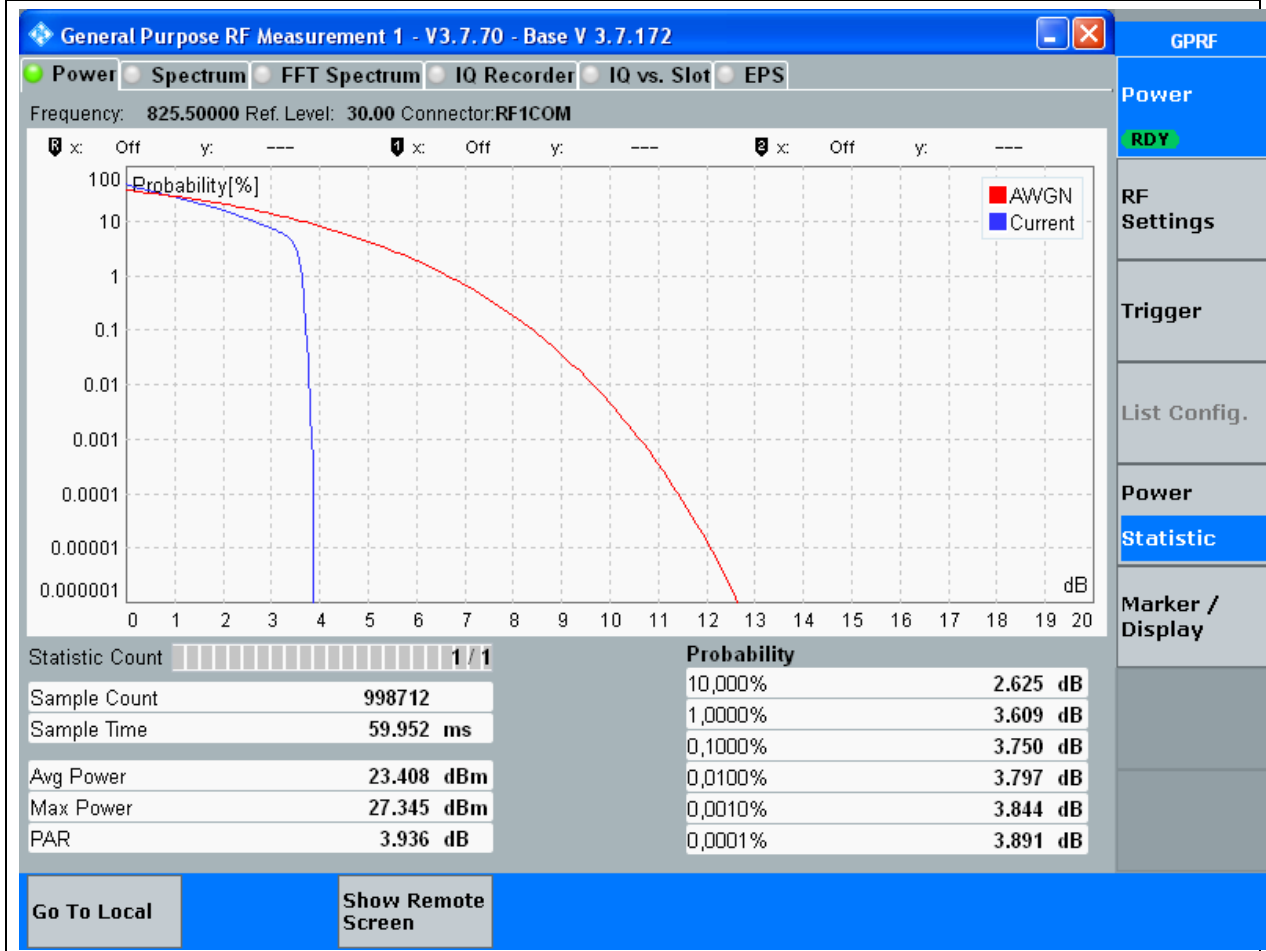 General Purpose RF Measurement 1 - V3.7.70 - Base V 3.7.172
GPRF
Power Spectrum FFT Spectrum IQ Recorder IQ vs. Slot EPS
Frequency: 825.50000 Ref. Level: 30.00 Connector:RF1COM
R x: Off y: --- 1 x: Off y: --- 2 x: Off y: ---
Probability[%]
100
10
1
0.1
0.01
0.001
0.0001
0.00001
0.000001
AWGN
Current
dB
0 1 2 3 4 5 6 7 8 9 10 11 12 13 14 15 16 17 18 19 20
Statistic Count 1 / 1
Sample Count 998712
Sample Time 59.952 ms
Avg Power 23.408 dBm
Max Power 27.345 dBm
PAR 3.936 dB
Probability
10,000% 2.625 dB
1,0000% 3.609 dB
0,1000% 3.750 dB
0,0100% 3.797 dB
0,0010% 3.844 dB
0,0001% 3.891 dB
Power
RDY
RF
Settings
Trigger
List Config.
Power
Statistic
Marker /
Display
Go To Local
Show Remote
Screen